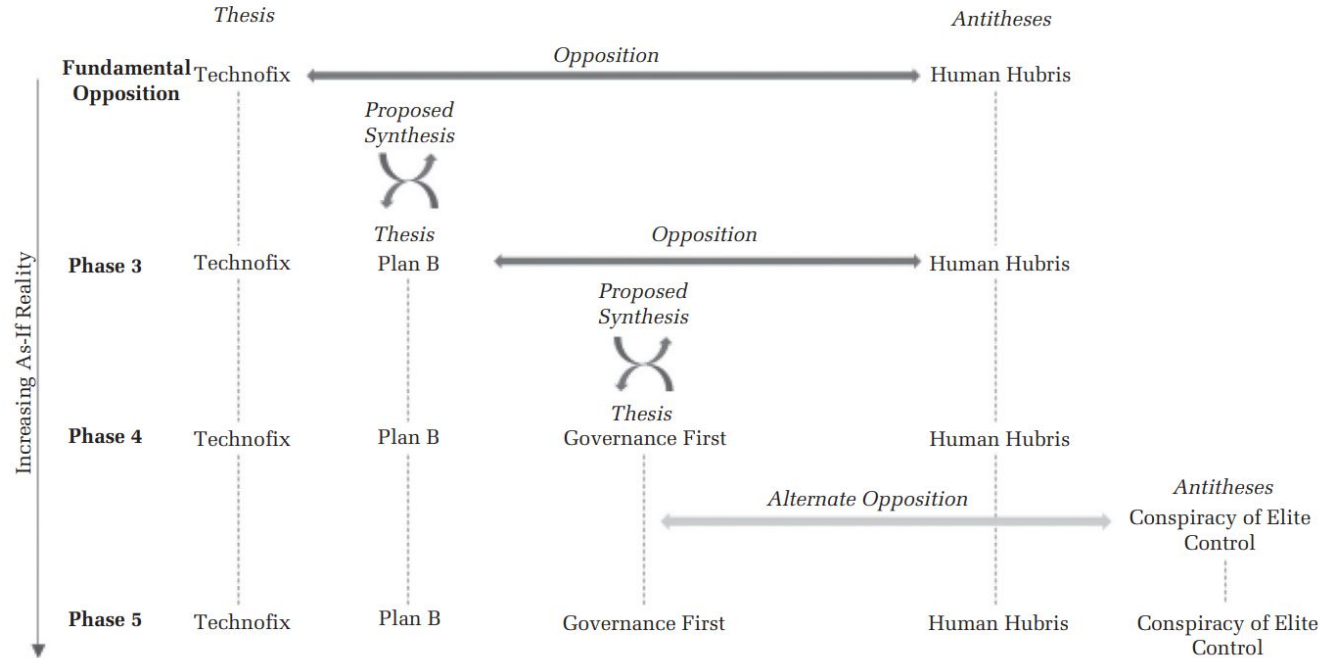 Thesis
Antitheses
Opposition
Fundamental
Opposition
Technofix
Human Hubris
Proposed
Synthesis
Thesis
Opposition
Phase 3
Technofix
Plan B
Human Hubris
Proposed
Synthesis
Increasing As-If Reality
Thesis
Phase 4
Technofix
Plan B
Governance First
Human Hubris
Alternate Opposition
Antitheses
Conspiracy of Elite
Control
Phase 5
Technofix
Plan B
Governance First
Human Hubris
Conspiracy of Elite
Control